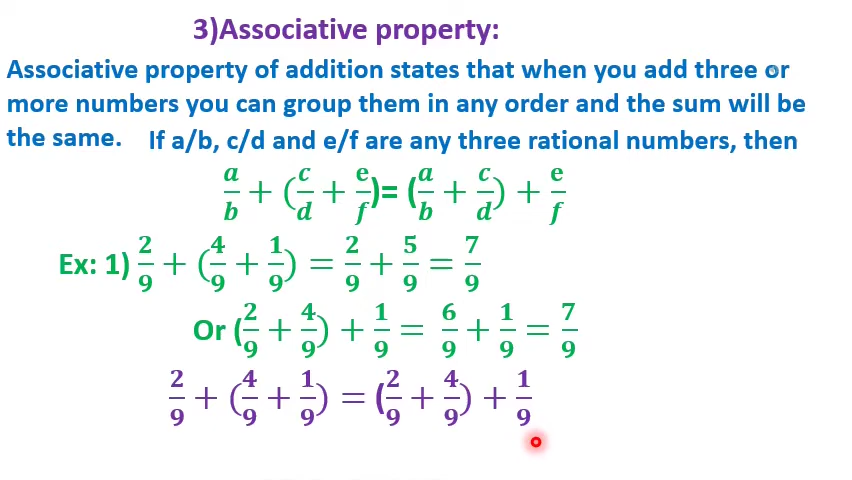 3)Associative property:
Associative property of addition states that when you add three or
more numbers you can group them in any order and the sum will be
the same. If a/b, c/d and e/f are any three rational numbers, then
a/b + (c/d + e/f)= (a/b + c/d) + e/f
Ex: 1) 2/9 + (4/9 + 1/9) = 2/9 + 5/9 = 7/9
Or (2/9 + 4/9) + 1/9 = 6/9 + 1/9 = 7/9
2/9 + (4/9 + 1/9) = (2/9 + 4/9) + 1/9